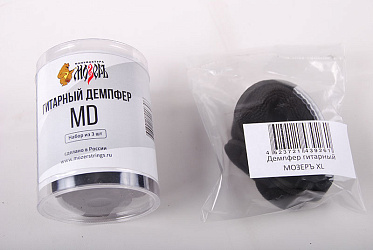 МАНУФАКТУРА
МОЗЕРЪ
ГИТАРНЫЙ ДЕМПФЕР
MD
Набор из 3 шт.
Сделано в России
www.mozerstrings.ru
Демпфер гитарный
МОЗЕРЪ XL